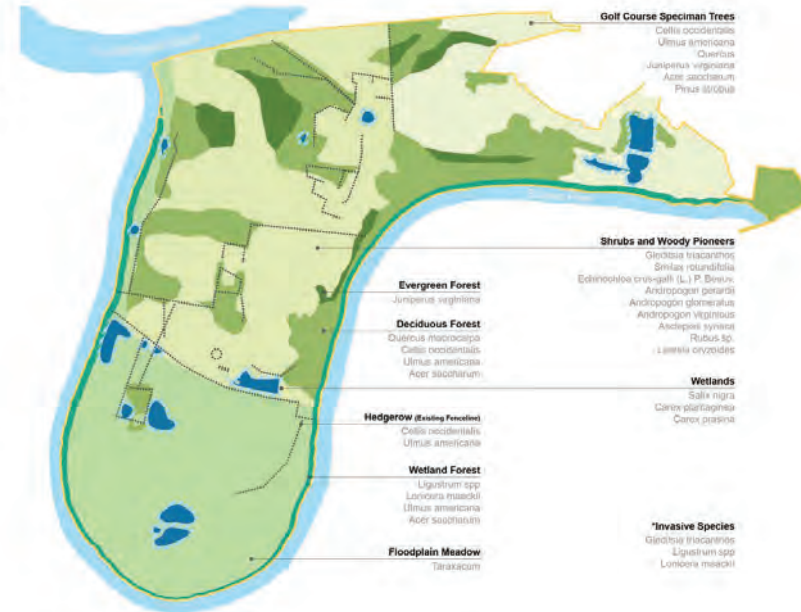 Golf Course Speciman Trees
Celtis occidentalis
Ulmus americana
Quercus
Juniperus virginiana
Acer saccharum
Pinus strobus
Shrubs and Woody Pioneers
Gleditsia triacanthos
Smilax rotundifolia
Echinochloa crus-galli (L.) P. Beauv.
Andropogon gerardii
Andropogon glomeratus
Andropogon virginicus
Asclepias syriaca
Rubus sp.
Leersia oryzoides
Evergreen Forest
Juniperus virginiana
Deciduous Forest
Quercus macrocarpa
Celtis occidentalis
Ulmus americana
Acer saccharum
Wetlands
Salix nigra
Carex plantaginea
Carex prasina
Hedgerow (Existing Fenceline)
Celtis occidentalis
Ulmus americana
Wetland Forest
Ligustrum spp
Lonicera maackii
Ulmus americana
Acer saccharum
Floodplain Meadow
Taraxacum
*Invasive Species
Gleditsia triacanthos
Ligustrum spp
Lonicera maackii